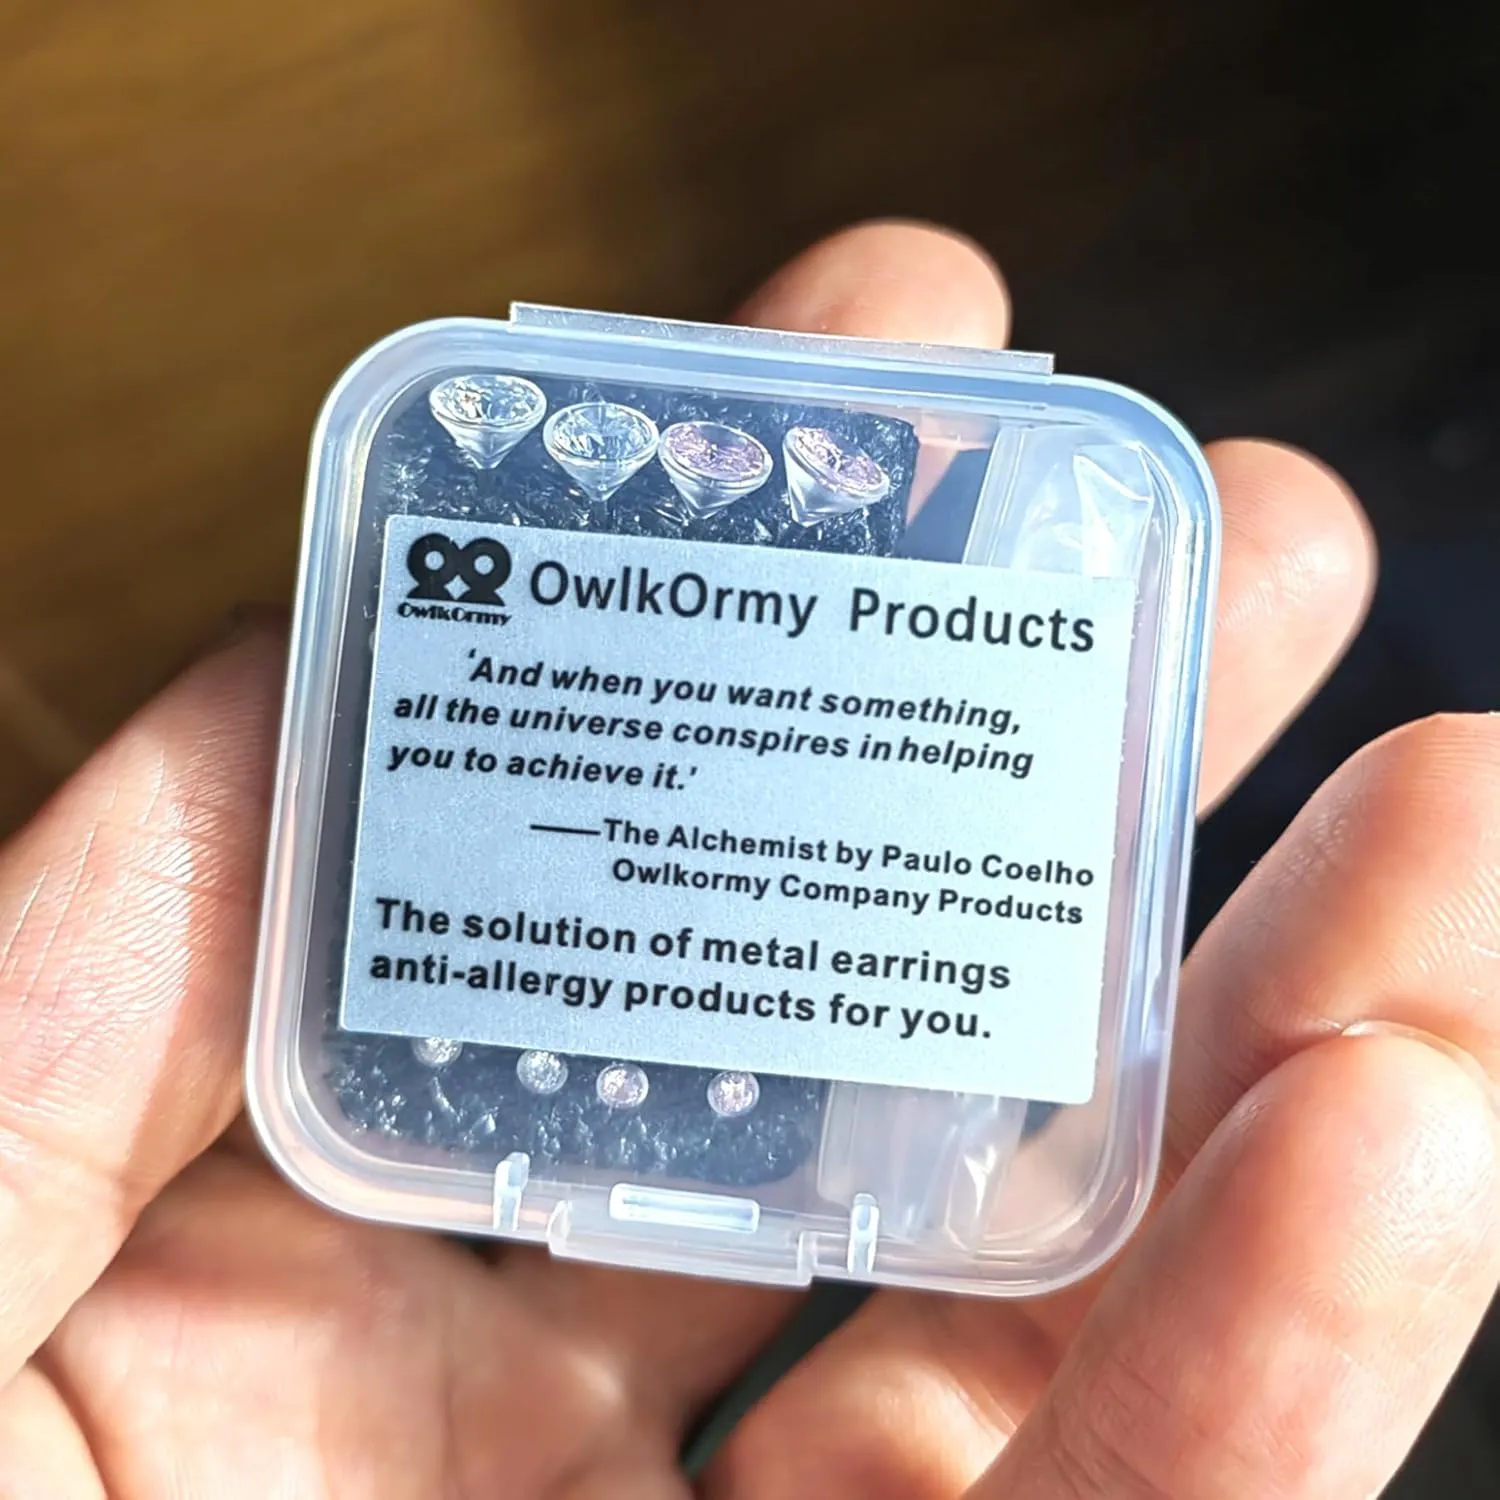 OwlkOrmy
OwlkOrmy Products
‘And when you want something,
all the universe conspires in helping
you to achieve it.’
——The Alchemist by Paulo Coelho
Owlkormy Company Products
The solution of metal earrings
anti-allergy products for you.